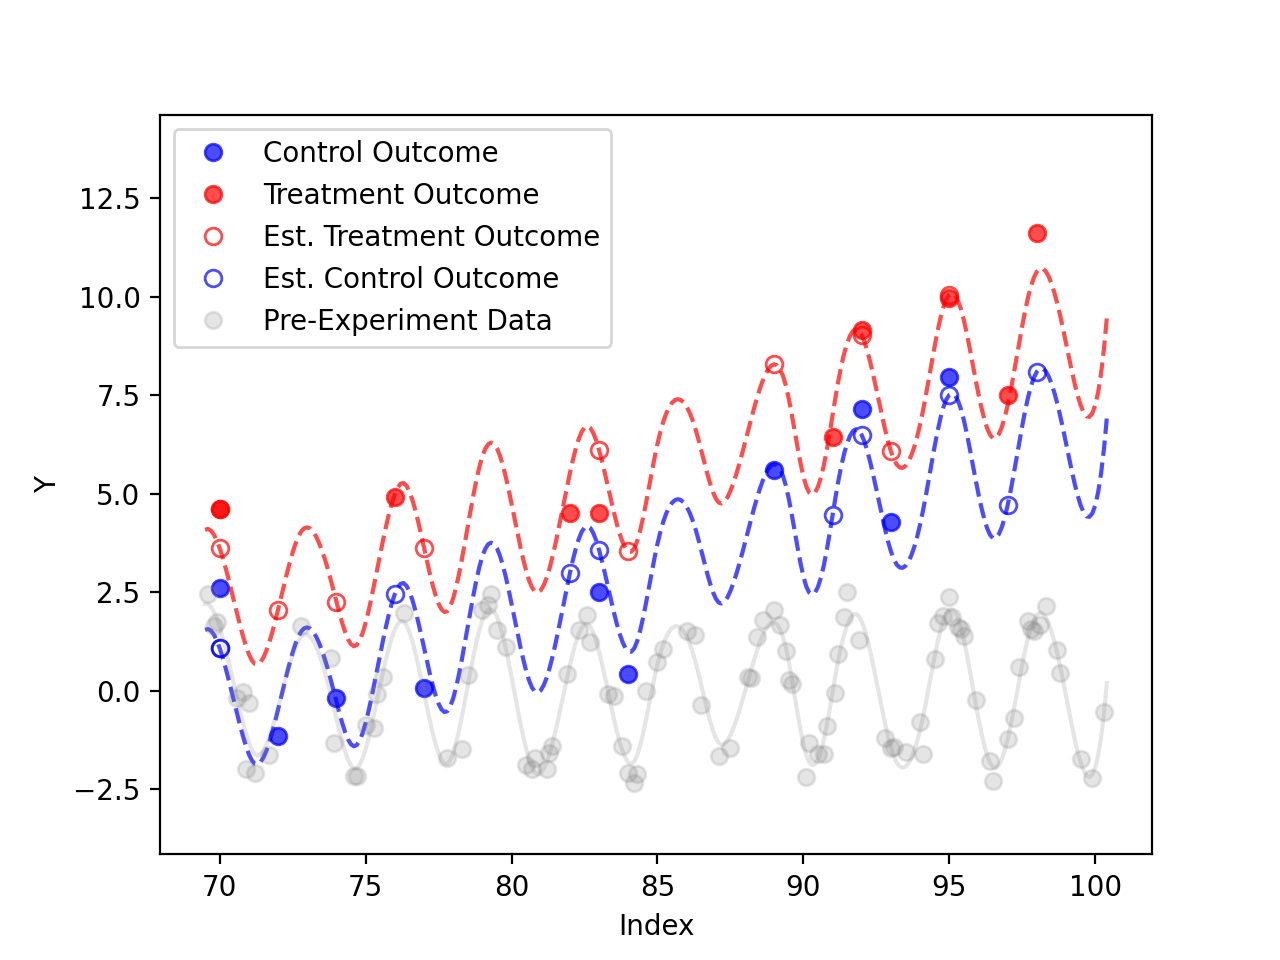 Control Outcome
Treatment Outcome
Est. Treatment Outcome
Est. Control Outcome
Pre-Experiment Data
12.5
10.0
7.5
5.0
2.5
0.0
−2.5
Y
70 75 80 85 90 95 100
Index